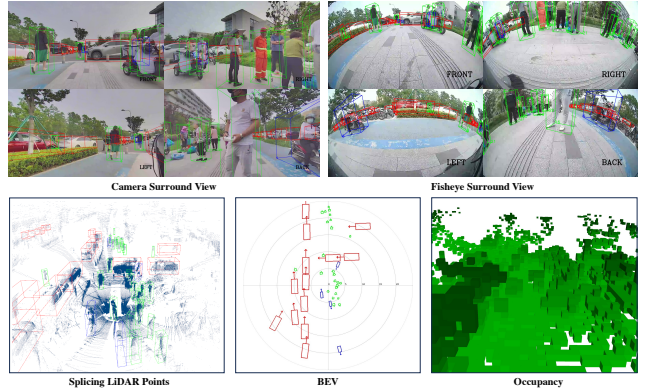 FRONT
RIGHT
FRONT
RIGHT
LEFT
BACK
LEFT
BACK
Camera Surround View
Fisheye Surround View
Splicing LiDAR Points
BEV
Occupancy